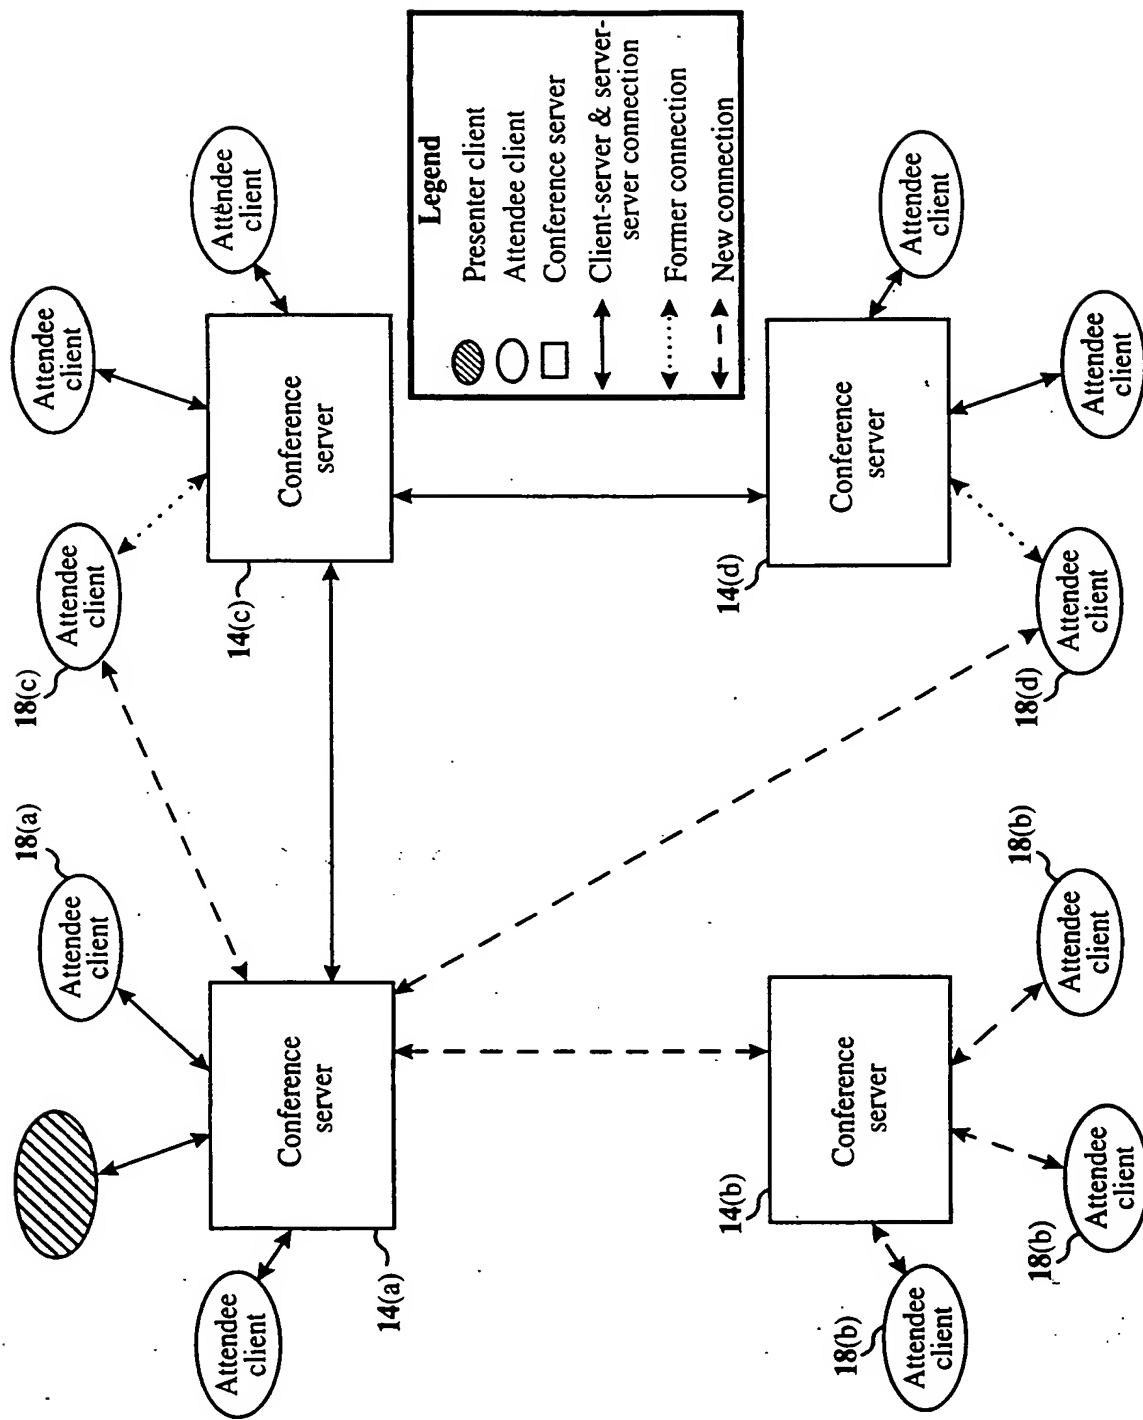 Attendee
client
18(a)
Attendee
client
18(c)
Attendee
client
Attendee
client
Attendee
client
Conference
server
14(a)
Conference
server
14(c)
Attendee
client
Legend
Presenter client
Attendee client
Conference server
Client-server & server-
server connection
Former connection
New connection
Conference
server
14(b)
Conference
server
14(d)
Attendee
client
18(b)
Attendee
client
18(b)
Attendee
client
18(b)
Attendee
client
18(d)
Attendee
client
Attendee
client